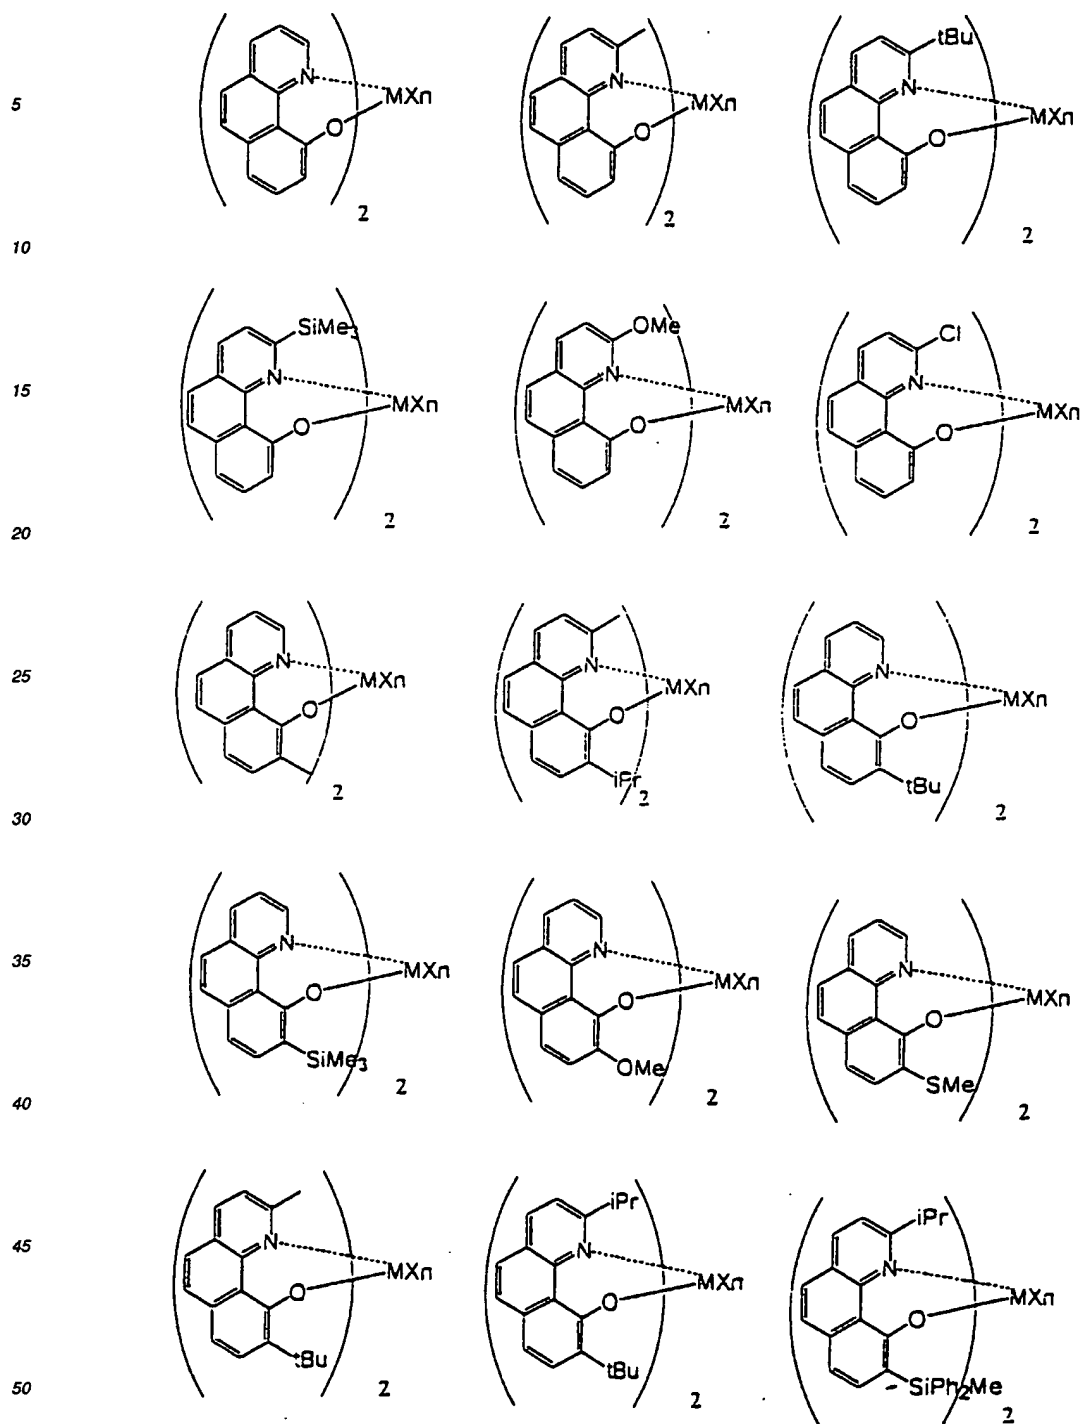 N MXn O 2
N MXn O 2
tBu N MXn O 2
5
10
SiMe3 N MXn O 2
OMe N MXn O 2
Cl N MXn O 2
15
20
N MXn O 2
N MXn O iPr 2
N MXn O tBu 2
25
30
N MXn O SiMe3 2
N MXn O OMe 2
N MXn O SMe 2
35
40
N MXn O tBu 2
iPr N MXn O tBu 2
iPr N MXn O SiPh2Me 2
45
50